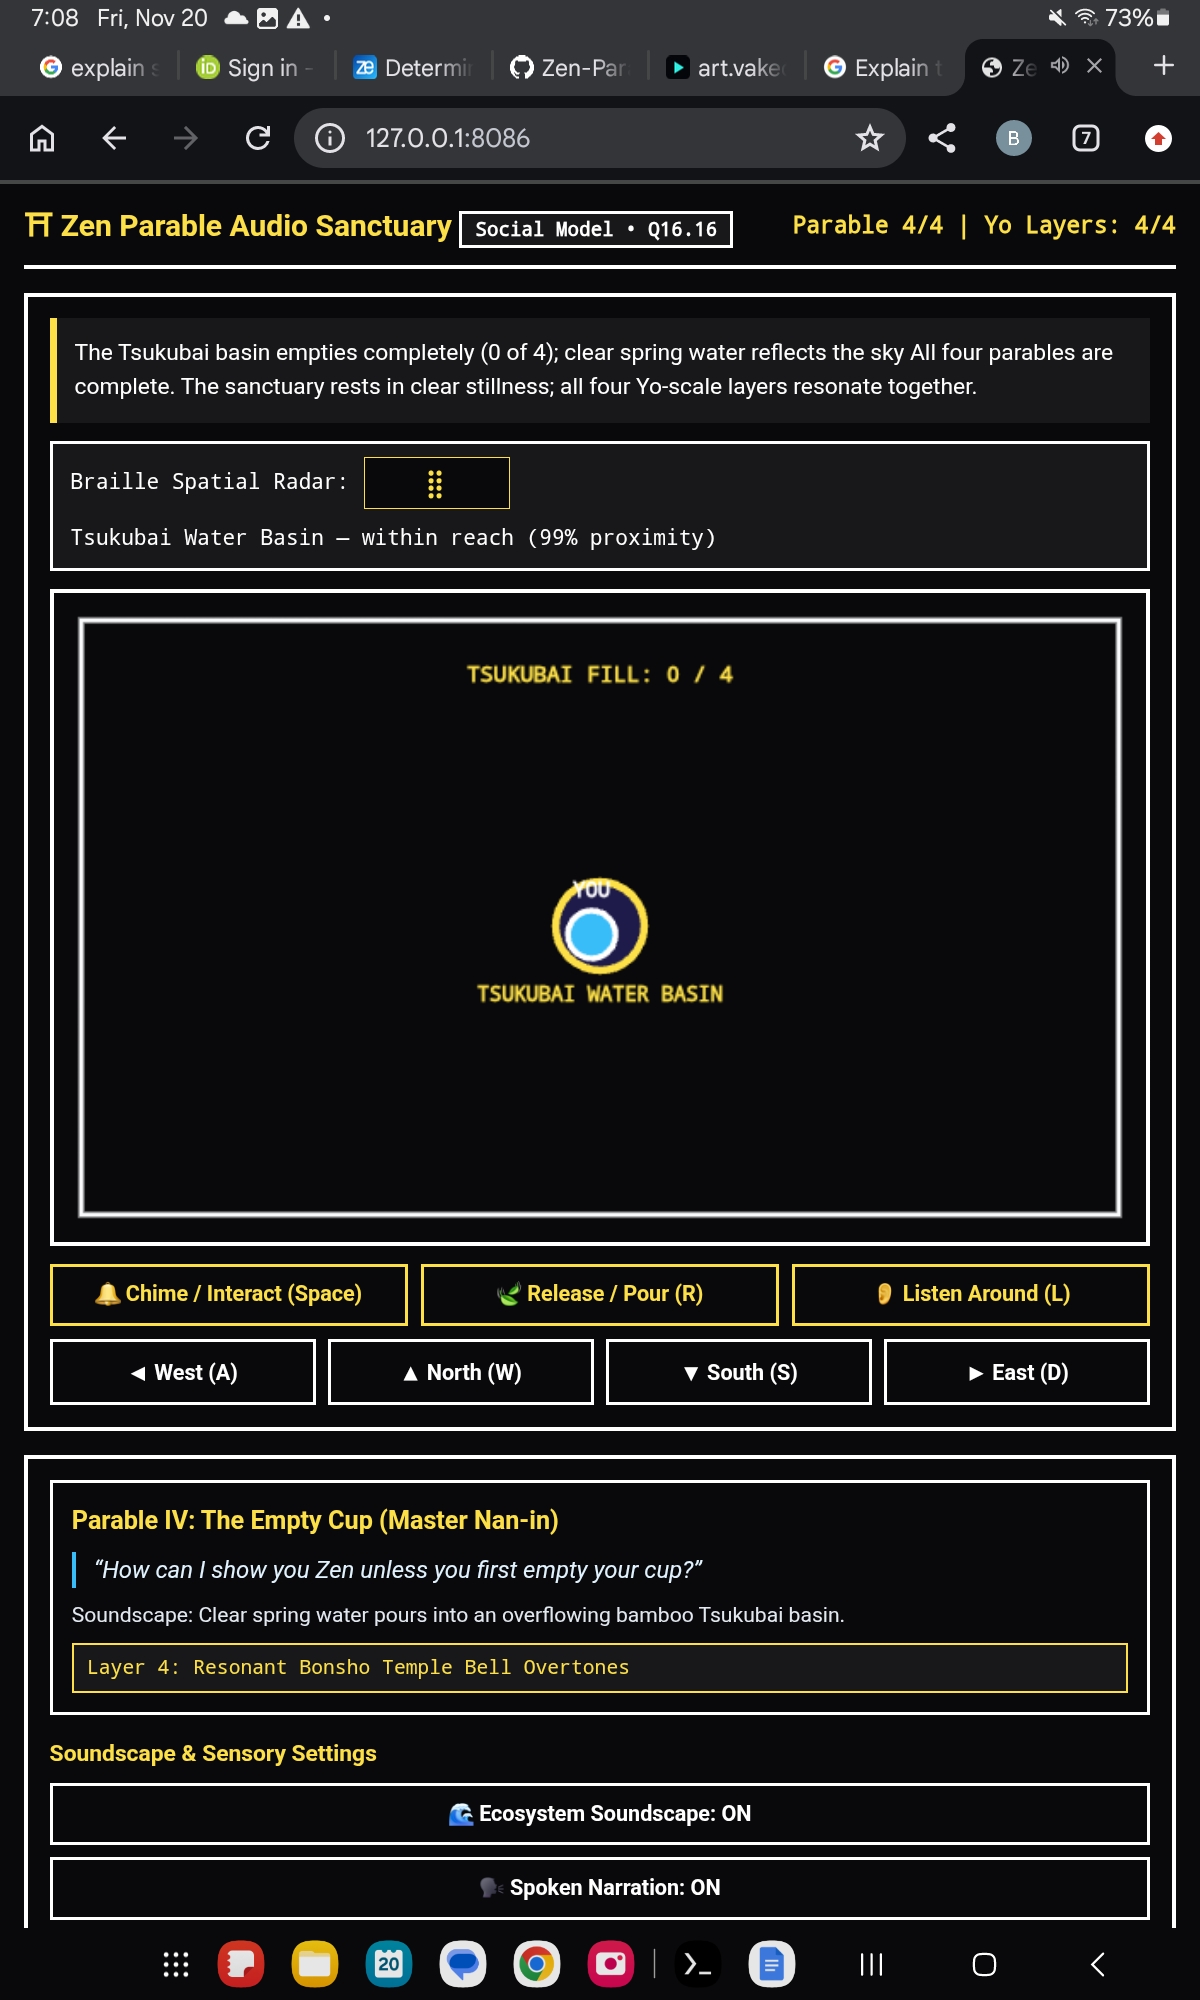 7:08 Fri, Nov 20
73%
explain s
Sign in -
Determi
Zen-Par
art.vake
Explain t
Ze
127.0.0.1:8086
B
7
⛩ Zen Parable Audio Sanctuary
Social Model • Q16.16
Parable 4/4 | Yo Layers: 4/4
The Tsukubai basin empties completely (0 of 4); clear spring water reflects the sky All four parables are
complete. The sanctuary rests in clear stillness; all four Yo-scale layers resonate together.
Braille Spatial Radar: ⣿
Tsukubai Water Basin — within reach (99% proximity)
TSUKUBAI FILL: 0 / 4
YOU
TSUKUBAI WATER BASIN
🔔 Chime / Interact (Space)
🌿 Release / Pour (R)
👂 Listen Around (L)
◄ West (A)
▲ North (W)
▼ South (S)
► East (D)
Parable IV: The Empty Cup (Master Nan-in)
“How can I show you Zen unless you first empty your cup?”
Soundscape: Clear spring water pours into an overflowing bamboo Tsukubai basin.
Layer 4: Resonant Bonsho Temple Bell Overtones
Soundscape & Sensory Settings
🌊 Ecosystem Soundscape: ON
🗣 Spoken Narration: ON
20